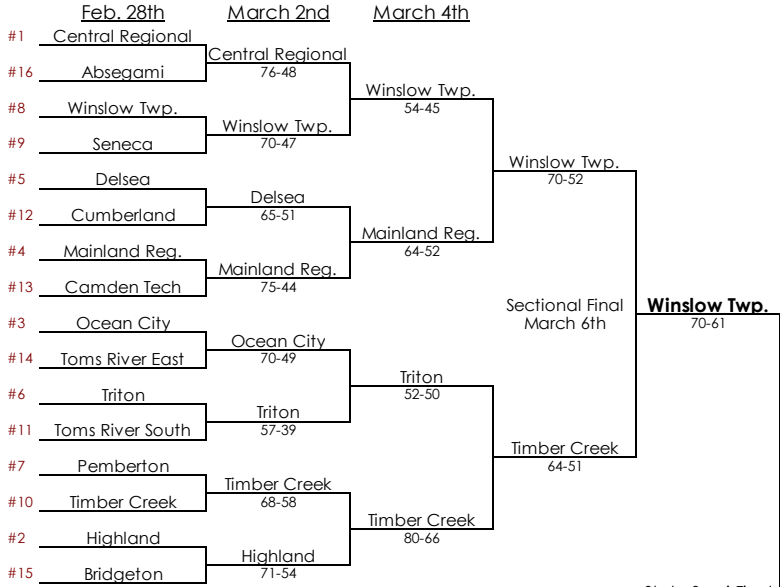 Feb. 28th March 2nd March 4th
#1 Central Regional
Central Regional
#16 Absegami
76-48
Winslow Twp.
#8 Winslow Twp.
54-45
Winslow Twp.
#9 Seneca
70-47
Winslow Twp.
#5 Delsea
70-52
Delsea
#12 Cumberland
65-51
Mainland Reg.
#4 Mainland Reg.
64-52
Mainland Reg.
#13 Camden Tech
75-44
Sectional Final
Winslow Twp.
#3 Ocean City
March 6th
70-61
Ocean City
#14 Toms River East
70-49
Triton
#6 Triton
52-50
Triton
#11 Toms River South
57-39
Timber Creek
#7 Pemberton
64-51
Timber Creek
#10 Timber Creek
68-58
Timber Creek
#2 Highland
80-66
Highland
#15 Bridgeton
71-54